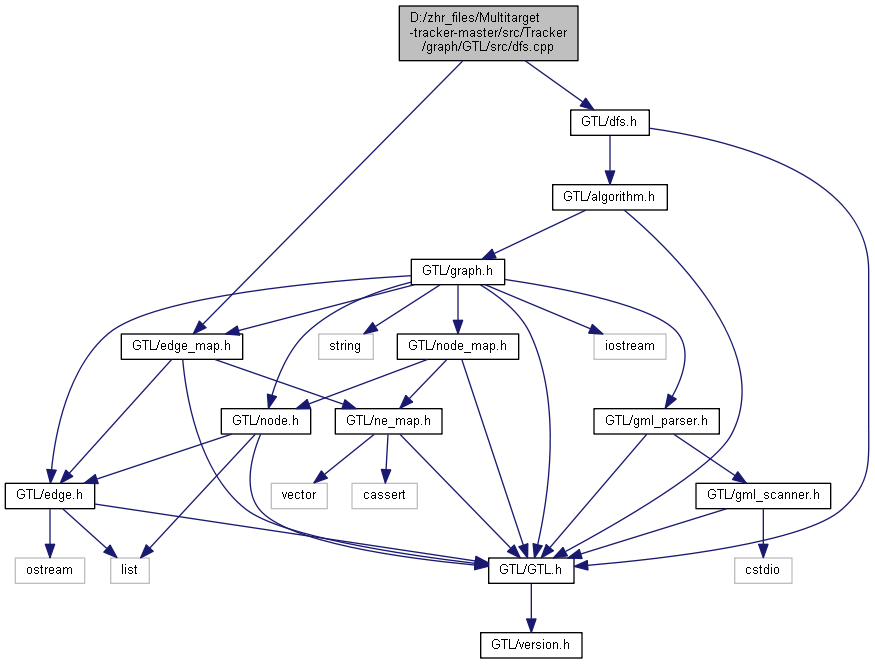 D:/zhr_files/Multitarget
-tracker-master/src/Tracker
/graph/GTL/src/dfs.cpp
GTL/dfs.h
GTL/algorithm.h
GTL/graph.h
GTL/edge_map.h
string
GTL/node_map.h
iostream
GTL/node.h
GTL/ne_map.h
GTL/gml_parser.h
GTL/edge.h
vector
cassert
GTL/gml_scanner.h
ostream
list
GTL/GTL.h
cstdio
GTL/version.h